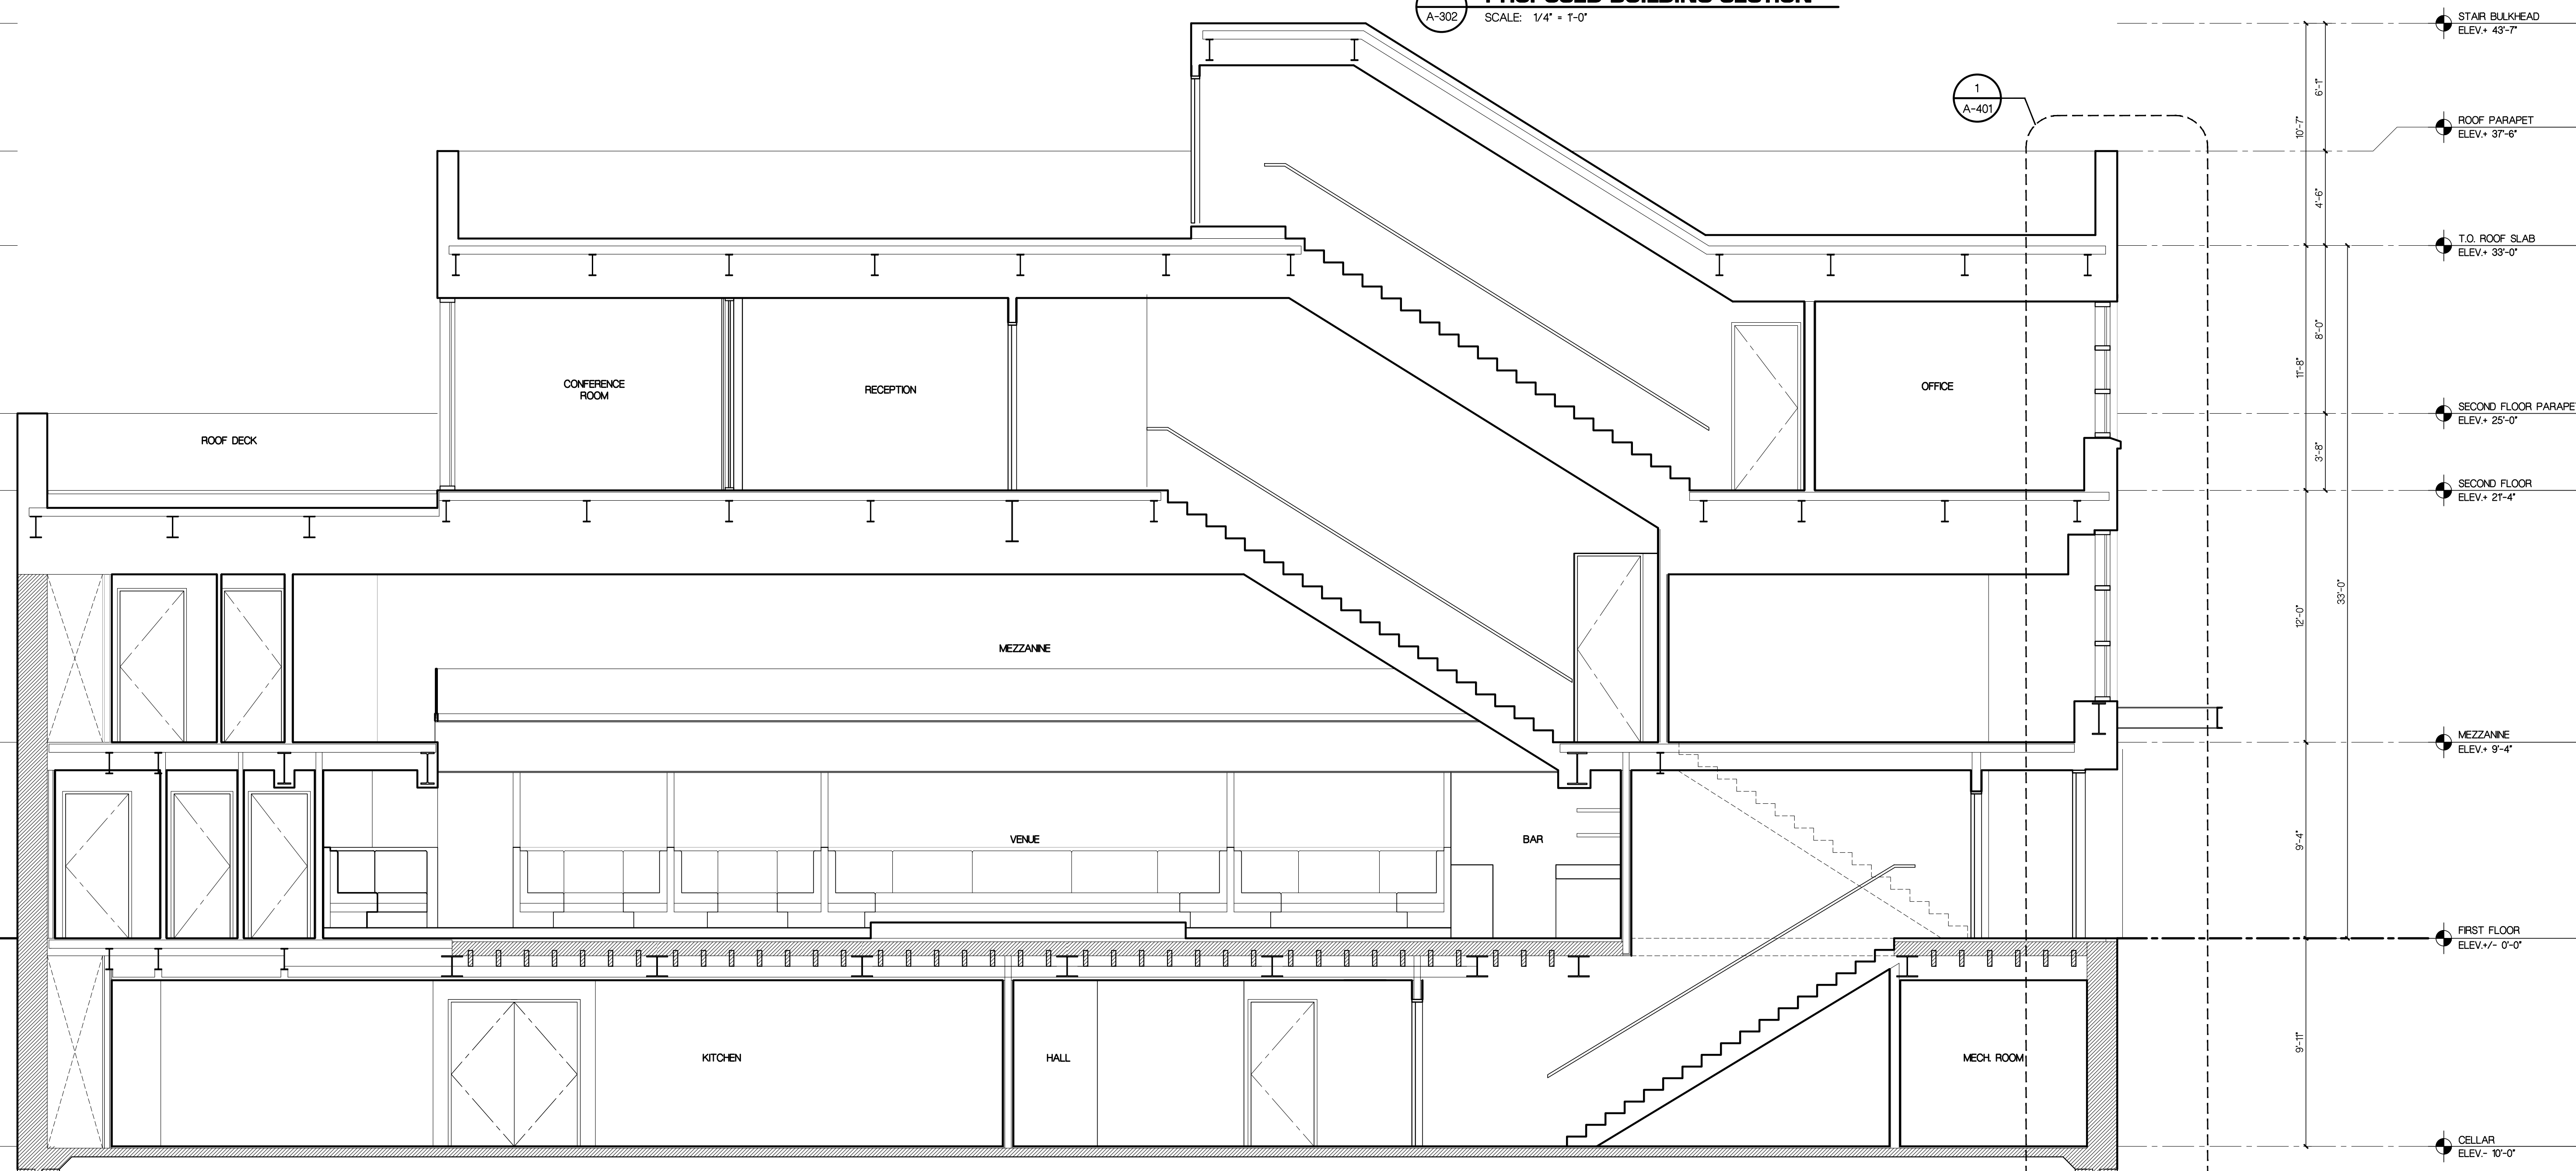 PROPOSED BUILDING SECTION
A-302
SCALE: 1/4" = 1'-0"
STAIR BULKHEAD
ELEV.+ 43'-7"
6'-1"
1
A-401
10'-7"
ROOF PARAPET
ELEV.+ 37'-6"
4'-6"
T.O. ROOF SLAB
ELEV.+ 33'-0"
8'-0"
11'-8"
CONFERENCE
ROOM
RECEPTION
OFFICE
SECOND FLOOR PARAPE
ELEV.+ 25'-0"
ROOF DECK
3'-8"
SECOND FLOOR
ELEV.+ 21'-4"
33'-0"
12'-0"
MEZZANINE
MEZZANINE
ELEV.+ 9'-4"
VENUE
BAR
9'-4"
FIRST FLOOR
ELEV.+/- 0'-0"
9'-11"
KITCHEN
HALL
MECH. ROOM
CELLAR
ELEV.- 10'-0"